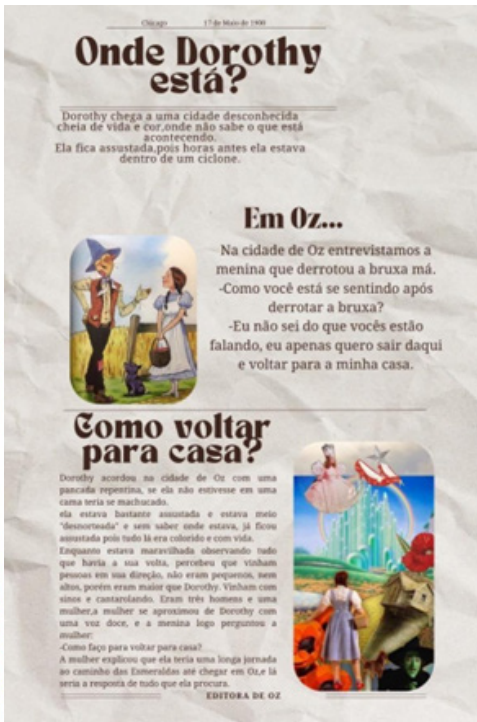 Chicago 17 de Maio de 1900
Onde Dorothy
está?
Dorothy chega a uma cidade desconhecida
cheia de vida e cor,onde não sabe o que está
acontecendo.
Ela fica assustada,pois horas antes ela estava
dentro de um ciclone.
Em Oz...
Na cidade de Oz entrevistamos a
menina que derrotou a bruxa má.
-Como você está se sentindo após
derrotar a bruxa?
-Eu não sei do que vocês estão
falando, eu apenas quero sair daqui
e voltar para a minha casa.
Como voltar
para casa?
Dorothy acordou na cidade de Oz com uma
pancada repentina, se ela não estivesse em uma
cama teria se machucado.
ela estava bastante assustada e estava meio
"desnorteada" e sem saber onde estava, já ficou
assustada pois tudo lá era colorido e com vida.
Enquanto estava maravilhada observando tudo
que havia a sua volta, percebeu que vinham
pessoas em sua direção, não eram pequenos, nem
altos, porém eram maior que Dorothy. Vinham com
sinos e cantarolando. Eram três homens e uma
mulher,a mulher se aproximou de Dorothy com
uma voz doce, e a menina logo perguntou a
mulher:
-Como faço para voltar para casa?
A mulher explicou que ela teria uma longa jornada
ao caminho das Esmeraldas até chegar em Oz,e lá
seria a resposta de tudo que ela procura.
EDITORA DE OZ